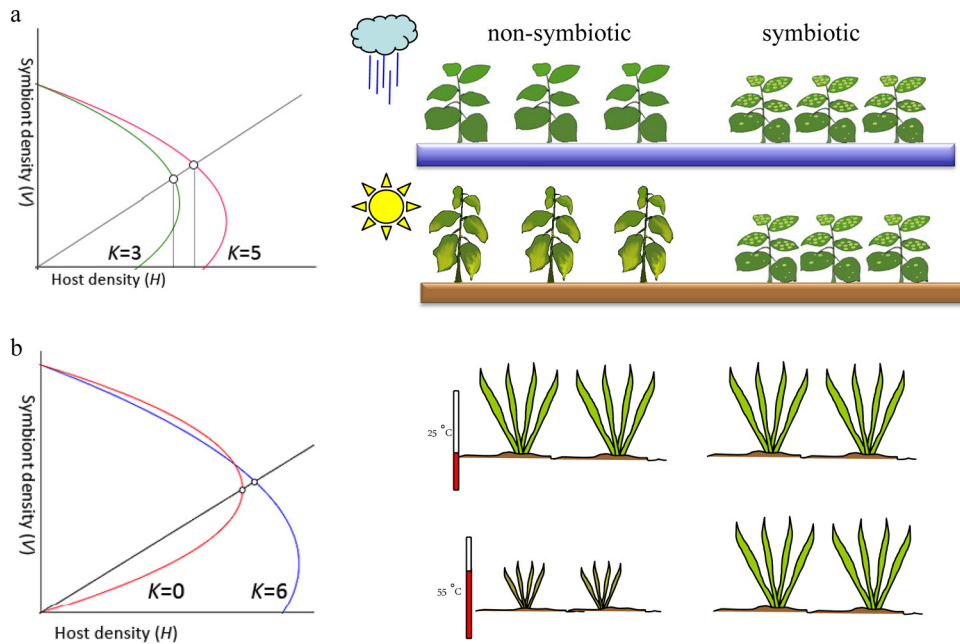 a
Symbiont density (V)
K=3
K=5
Host density (H)
non-symbiotic
symbiotic
b
Symbiont density (V)
K=0
K=6
Host density (H)
25 °C
55 °C